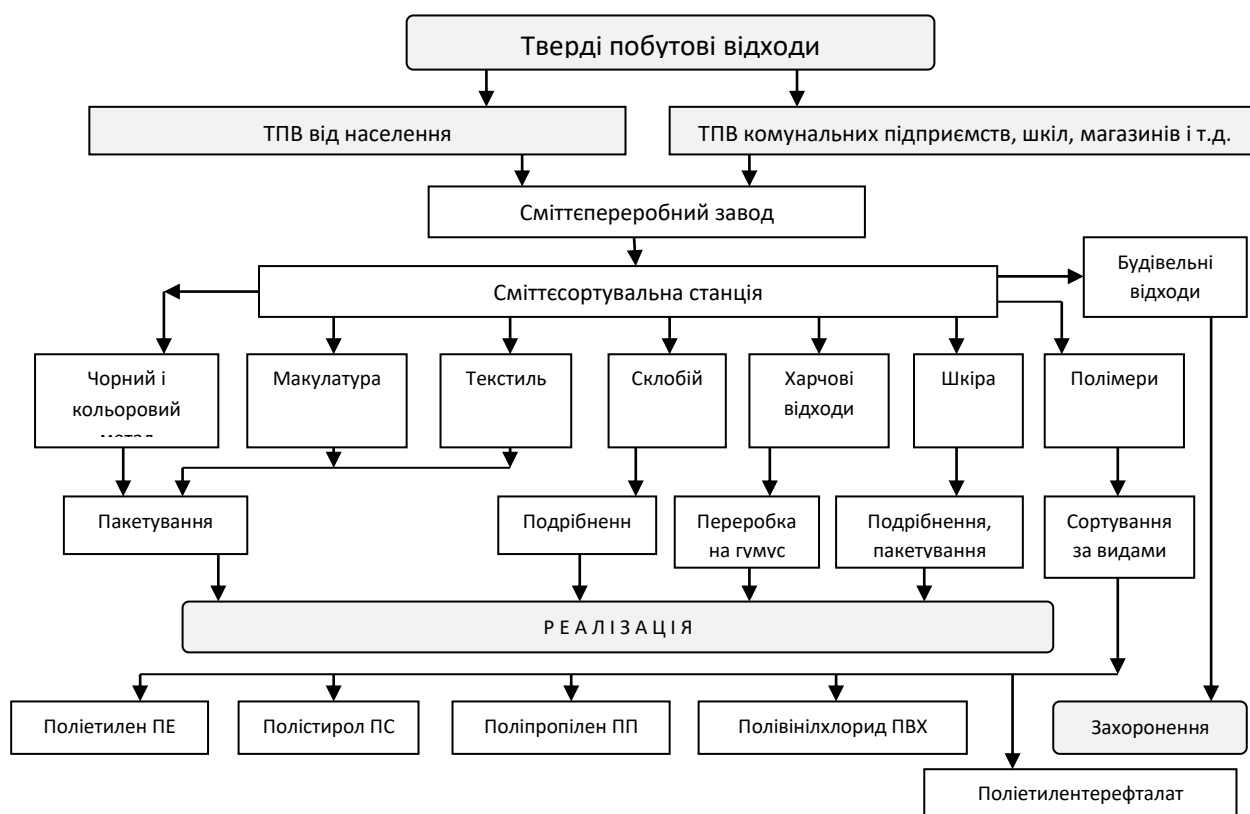 Тверді побутові відходи
ТПВ від населення
ТПВ комунальних підприємств, шкіл, магазинів і т.д.
Сміттєпереробний завод
Будівельні
відходи
Сміттєсортувальна станція
Чорний і
кольоровий
метал
Макулатура
Текстиль
Склобій
Харчові
відходи
Шкіра
Полімери
Пакетування
Подрібненн
Переробка
на гумус
Подрібнення,
пакетування
Сортування
за видами
Р Е А Л І З А Ц І Я
Поліетилен ПЕ
Полістирол ПС
Поліпропілен ПП
Полівінілхлорид ПВХ
Захоронення
Поліетилентерефталат